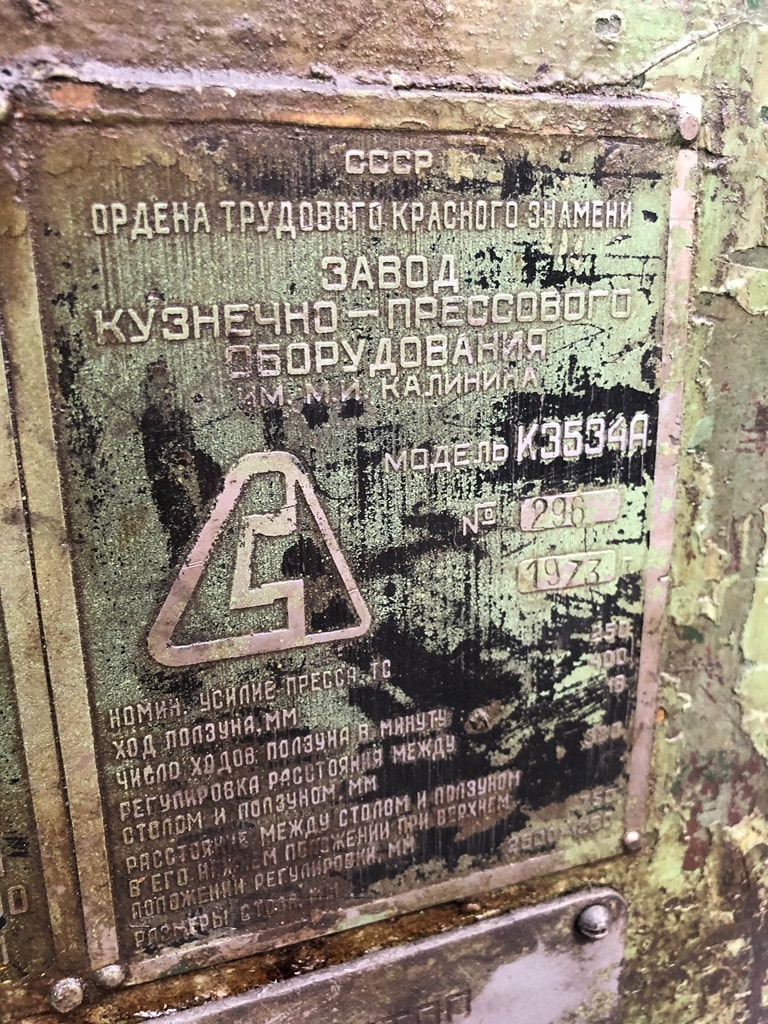 СССР
ОРДЕНА ТРУДОВОГО КРАСНОГО ЗНАМЕНИ
ЗАВОД
КУЗНЕЧНО-ПРЕССОВОГО
ОБОРУДОВАНИЯ
ИМ. М.И. КАЛИНИНА
МОДЕЛЬ К3534А
№ 296
1973 г
НОМИН. УСИЛИЕ ПРЕССА, ТС 250
ХОД ПОЛЗУНА, ММ 400
ЧИСЛО ХОДОВ ПОЛЗУНА В МИНУТУ 16
РЕГУЛИРОВКА РАССТОЯНИЯ МЕЖДУ
СТОЛОМ И ПОЛЗУНОМ, ММ
РАССТОЯНИЕ МЕЖДУ СТОЛОМ И ПОЛЗУНОМ
В ЕГО НИЖНЕМ ПОЛОЖЕНИИ ПРИ ВЕРХНЕМ
ПОЛОЖЕНИИ РЕГУЛИРОВКИ, ММ
РАЗМЕРЫ СТОЛА, ММ